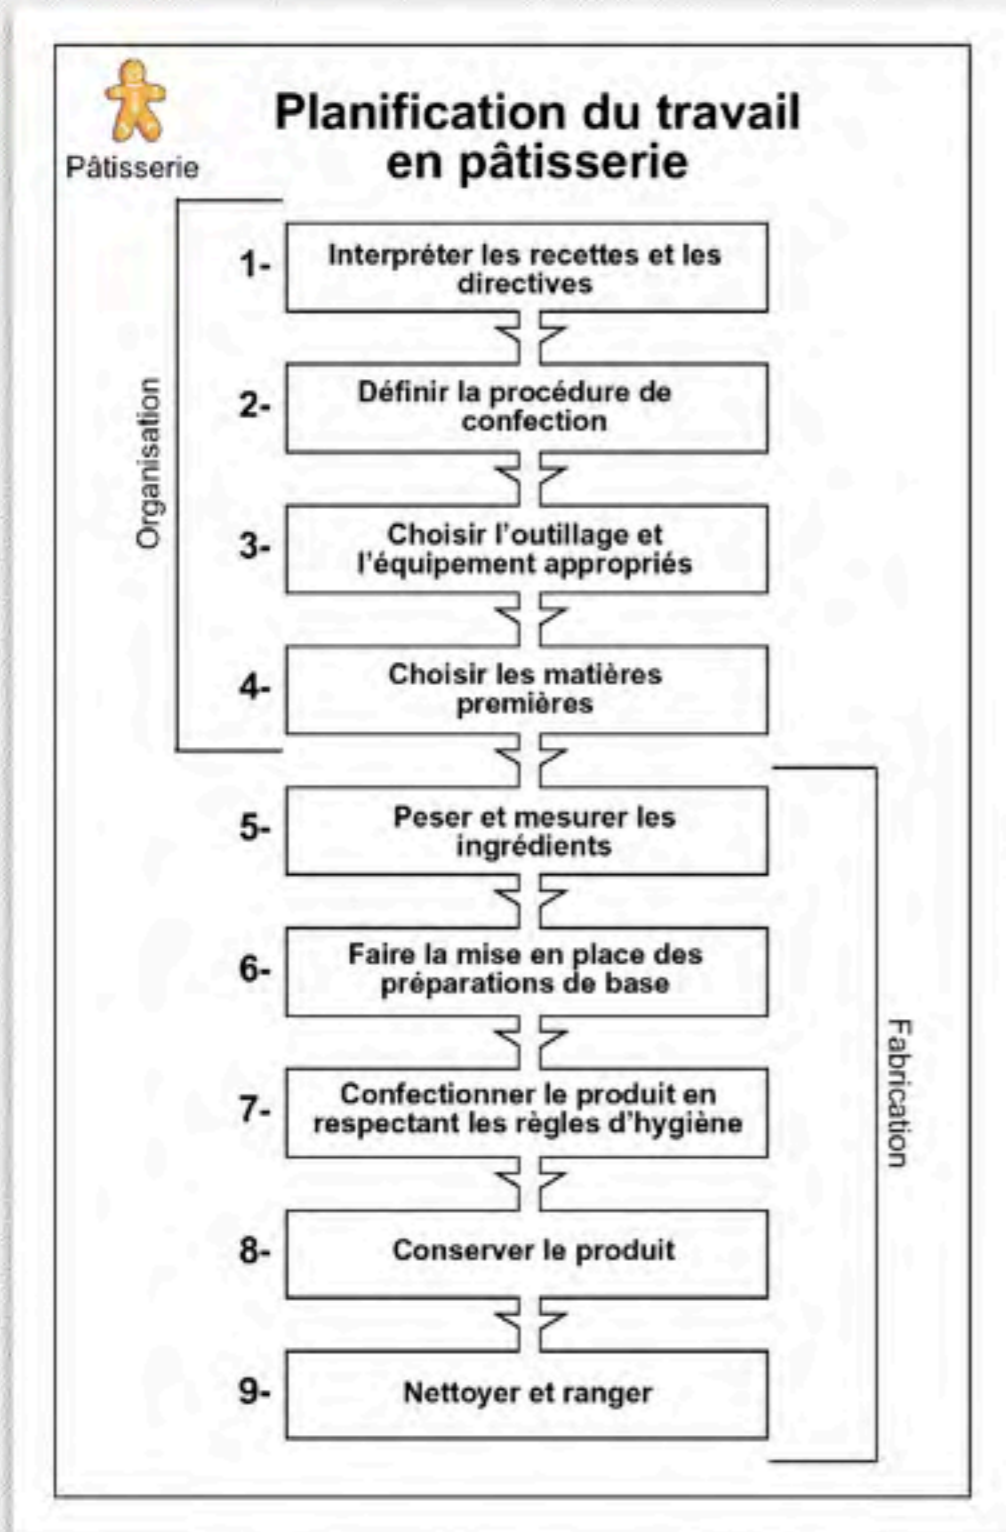 Pâtisserie
Planification du travail
en pâtisserie
Organisation
1-
Interpréter les recettes et les
directives
2-
Définir la procédure de
confection
3-
Choisir l'outillage et
l'équipement appropriés
4-
Choisir les matières
premières
Fabrication
5-
Peser et mesurer les
ingrédients
6-
Faire la mise en place des
préparations de base
7-
Confectionner le produit en
respectant les règles d'hygiène
8-
Conserver le produit
9-
Nettoyer et ranger